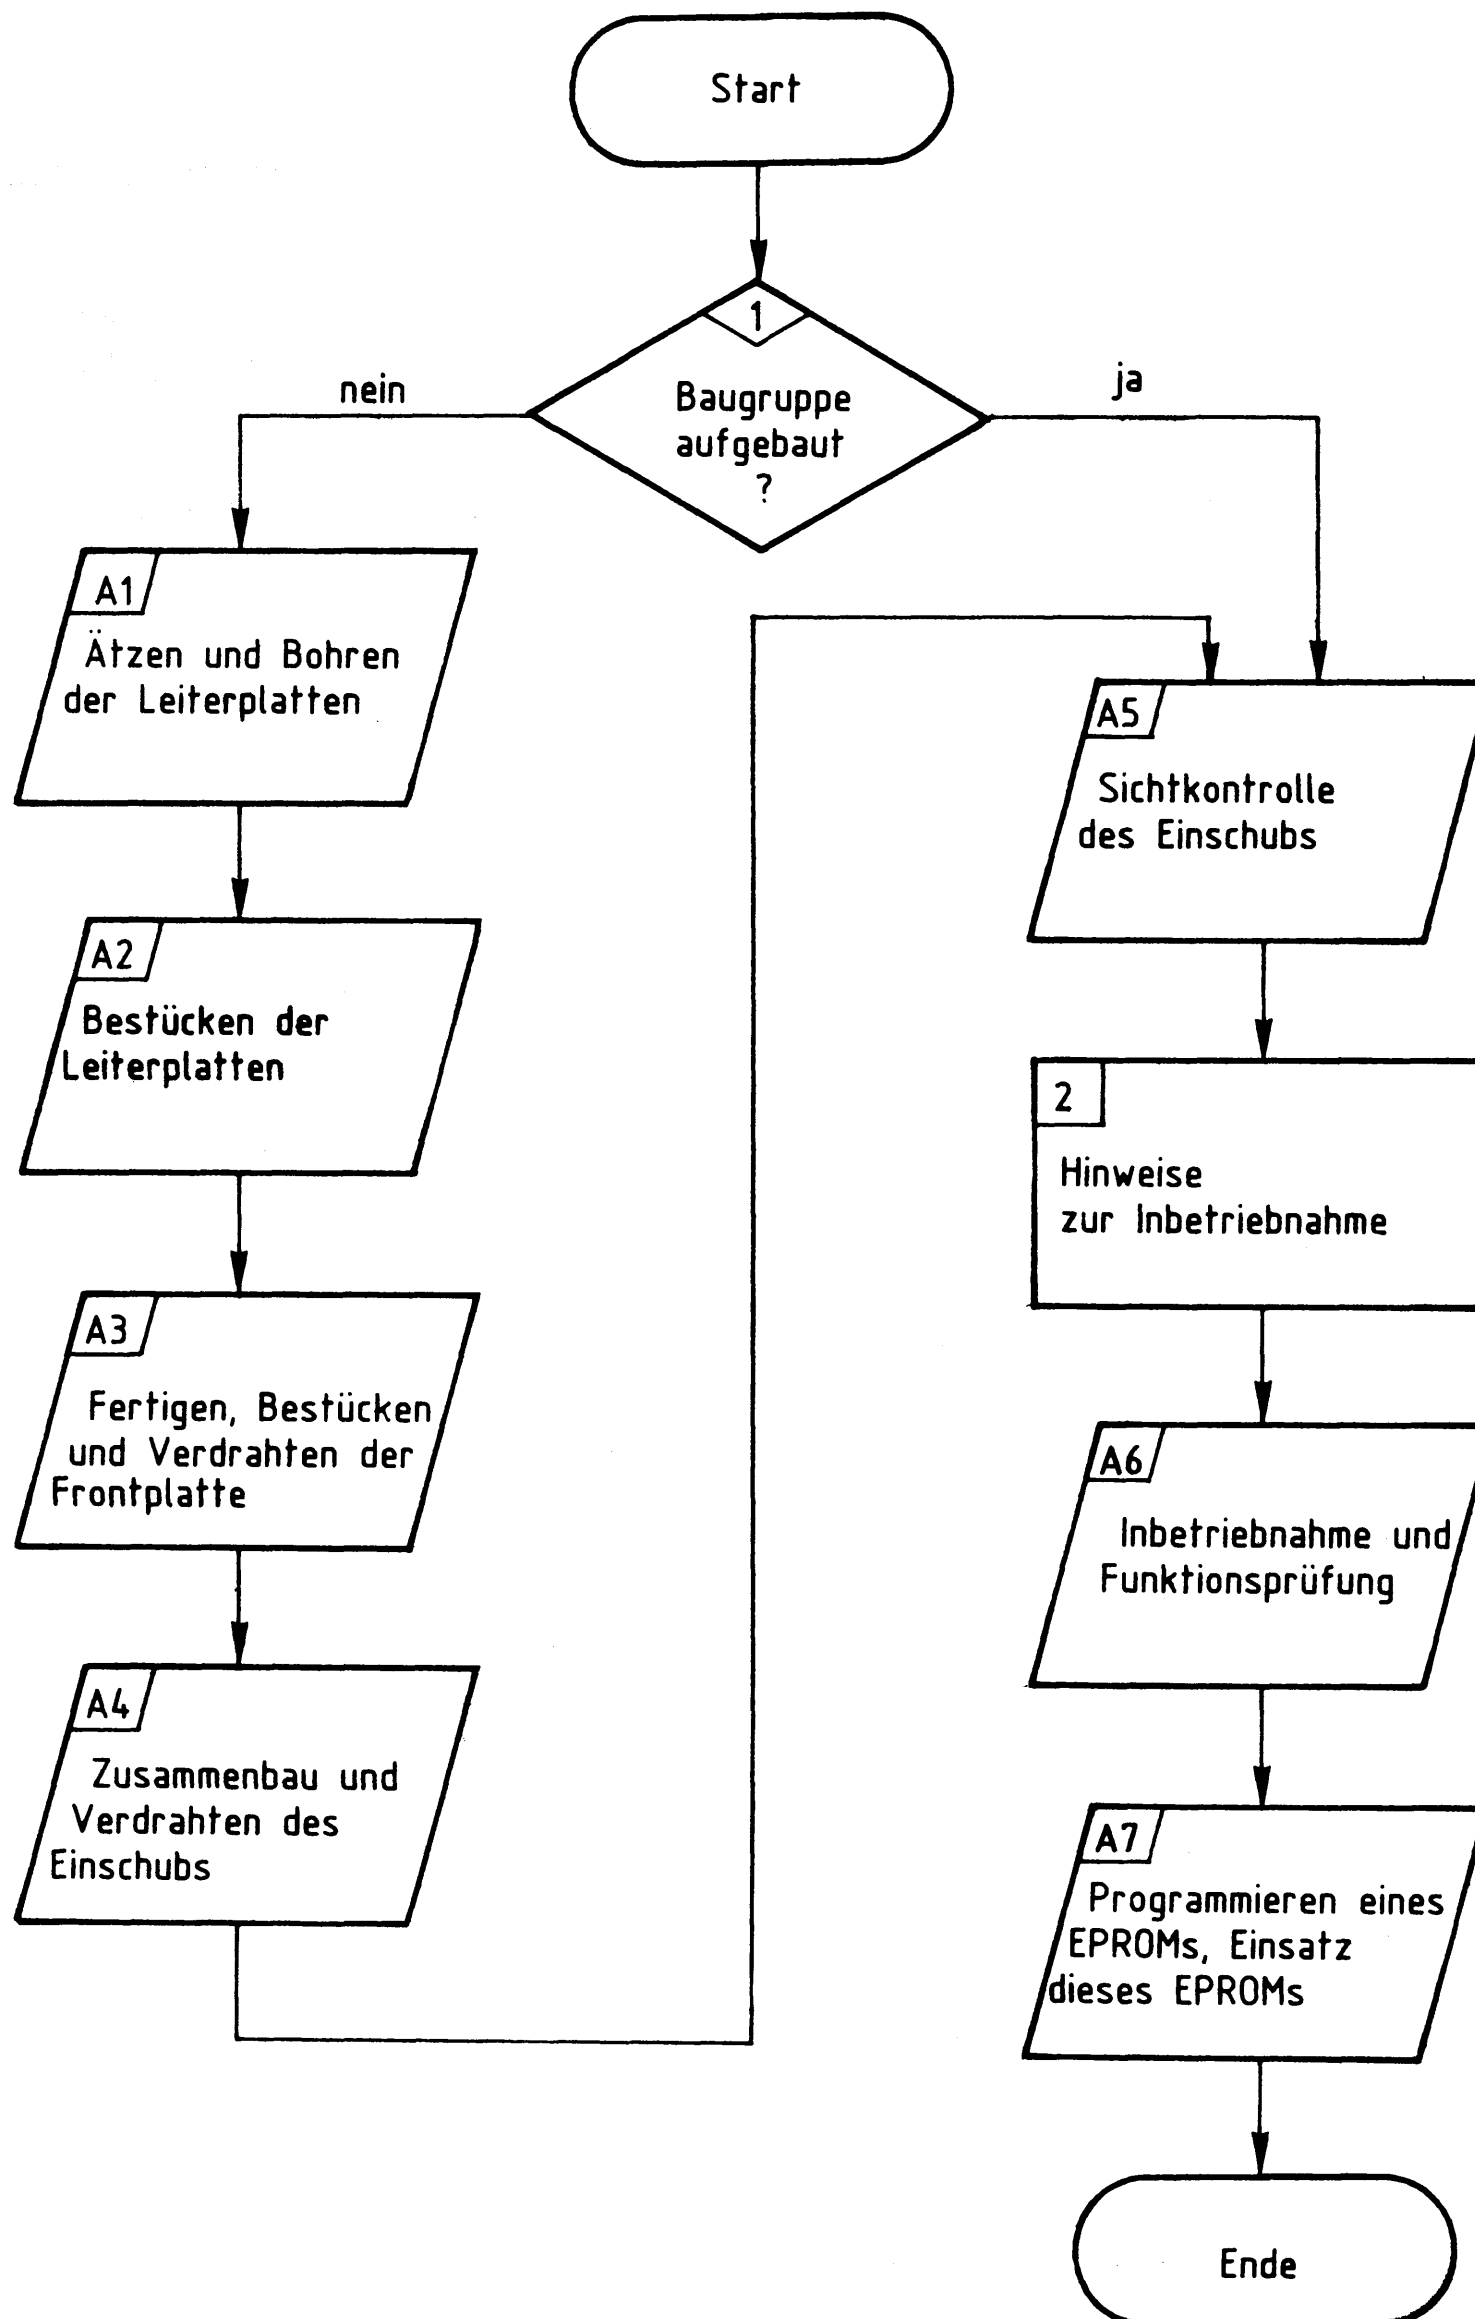 Start
1
Baugruppe
aufgebaut
?
nein
ja
A1
Ätzen und Bohren
der Leiterplatten
A2
Bestücken der
Leiterplatten
A3
Fertigen, Bestücken
und Verdrahten der
Frontplatte
A4
Zusammenbau und
Verdrahten des
Einschubs
A5
Sichtkontrolle
des Einschubs
2
Hinweise
zur Inbetriebnahme
A6
Inbetriebnahme und
Funktionsprüfung
A7
Programmieren eines
EPROMs, Einsatz
dieses EPROMs
Ende